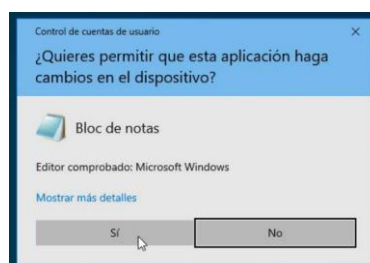 Control de cuentas de usuario
¿Quieres permitir que esta aplicación haga
cambios en el dispositivo?
Bloc de notas
Editor comprobado: Microsoft Windows
Mostrar más detalles
Sí
No